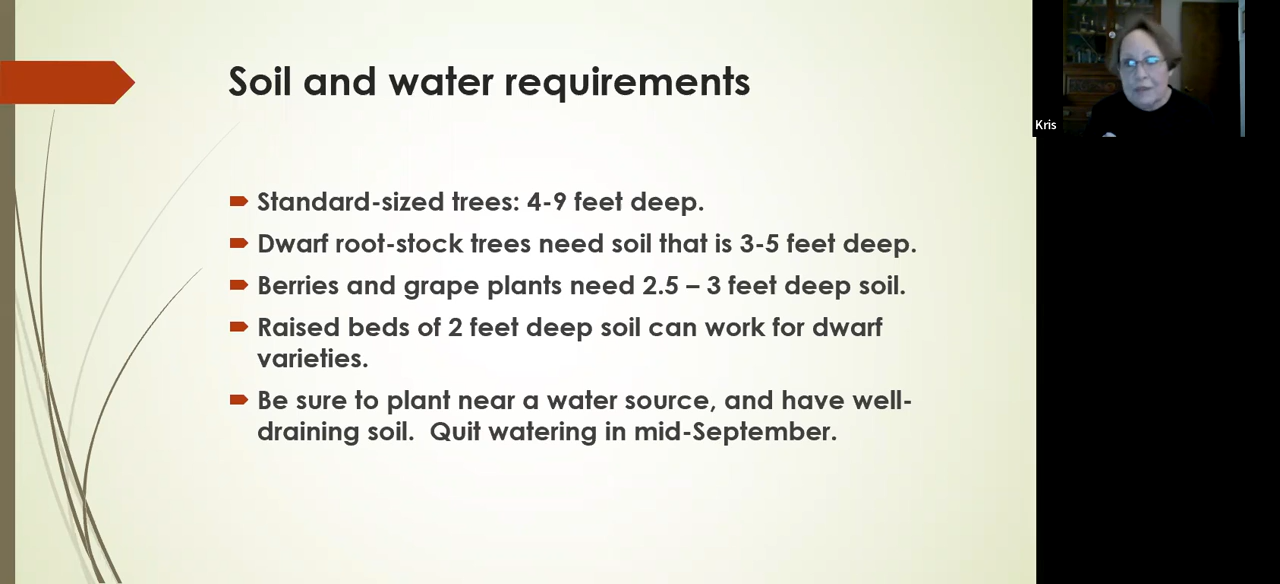 Soil and water requirements
Standard-sized trees: 4-9 feet deep.
Dwarf root-stock trees need soil that is 3-5 feet deep.
Berries and grape plants need 2.5 – 3 feet deep soil.
Raised beds of 2 feet deep soil can work for dwarf
varieties.
Be sure to plant near a water source, and have well-
draining soil.  Quit watering in mid-September.
Kris